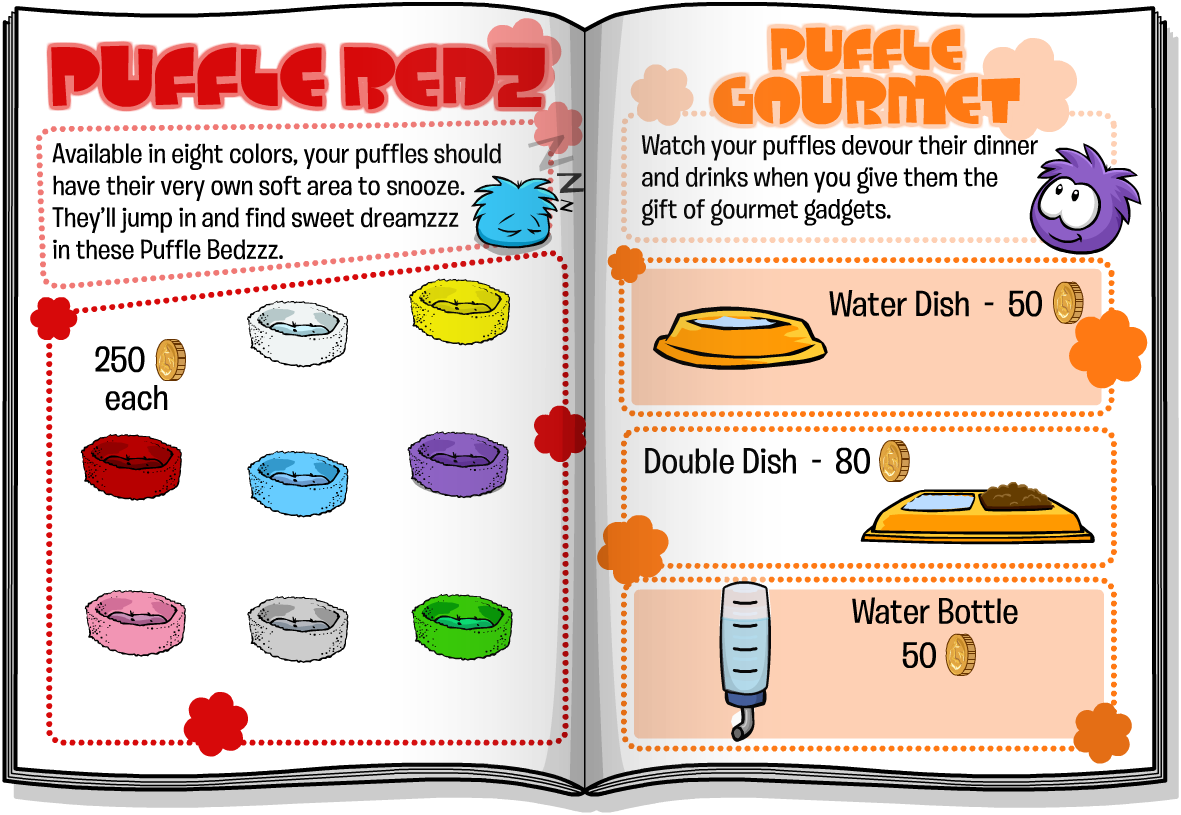 PUFFLE BEDZ
Available in eight colors, your puffles should
have their very own soft area to snooze.
They'll jump in and find sweet dreamzzz
in these Puffle Bedzzz.
Z
Z
Z
250
each
PUFFLE
GOURMET
Watch your puffles devour their dinner
and drinks when you give them the
gift of gourmet gadgets.
Water Dish - 50
Double Dish - 80
Water Bottle
50